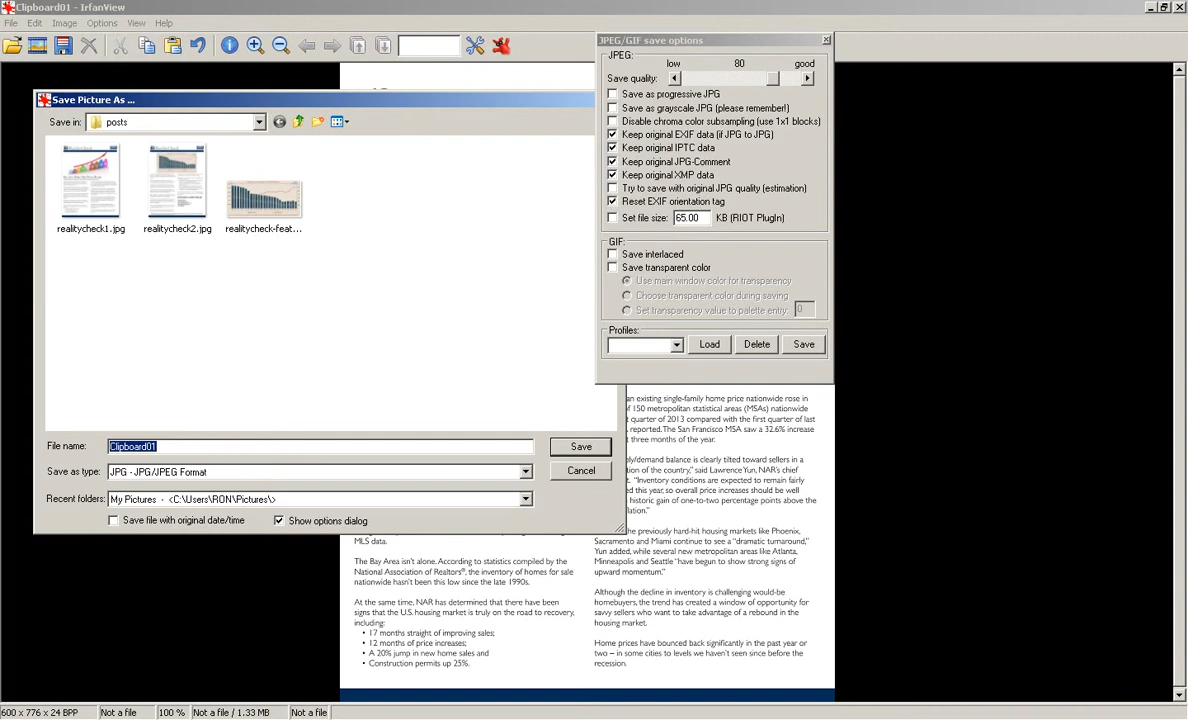 Clipboard01 - IrfanView
File Edit Image Options View Help
Save Picture As ...
Save in: posts
realitycheck1.jpg
realitycheck2.jpg
realitycheck-feat...
File name: Clipboard01
Save
Save as type: JPG - JPG/JPEG Format
Cancel
Recent folders: My Pictures - <C:\Users\RON\Pictures\>
Save file with original date/time
Show options dialog
JPEG/GIF save options
JPEG:
low 80 good
Save quality:
Save as progressive JPG
Save as grayscale JPG (please remember!)
Disable chroma color subsampling (use 1x1 blocks)
Keep original EXIF data (if JPG to JPG)
Keep original IPTC data
Keep original JPG-Comment
Keep original XMP data
Try to save with original JPG quality (estimation)
Reset EXIF orientation tag
Set file size: 65.00 KB (RIOT PlugIn)
GIF:
Save interlaced
Save transparent color
Use main window color for transparency
Choose transparent color during saving
Set transparency value to palette entry: 0
Profiles:
Load Delete Save
MLS data.
The Bay Area isn't alone. According to statistics compiled by the
National Association of Realtors®, the inventory of homes for sale
nationwide hasn't been this low since the late 1990s.
At the same time, NAR has determined that there have been
signs that the U.S. housing market is truly on the road to recovery,
including:
• 17 months straight of improving sales;
• 12 months of price increases;
• A 20% jump in new home sales and
• Construction permits up 25%.
an existing single-family home price nationwide rose in
of 150 metropolitan statistical areas (MSAs) nationwide
t quarter of 2013 compared with the first quarter of last
reported. The San Francisco MSA saw a 32.6% increase
t three months of the year.
ly/demand balance is clearly tilted toward sellers in a
tion of the country," said Lawrence Yun, NAR's chief
t. "Inventory conditions are expected to remain fairly
ed this year, so overall price increases should be well
historic gain of one-to-two percentage points above the
lation."
he previously hard-hit housing markets like Phoenix,
Sacramento and Miami continue to see a "dramatic turnaround,"
Yun added, while several new metropolitan areas like Atlanta,
Minneapolis and Seattle "have begun to show strong signs of
upward momentum."
Although the decline in inventory is challenging would-be
homebuyers, the trend has created a window of opportunity for
savvy sellers who want to take advantage of a rebound in the
housing market.
Home prices have bounced back significantly in the past year or
two – in some cities to levels we haven't seen since before the
recession.
600 x 776 x 24 BPP Not a file 100 % Not a file / 1.33 MB Not a file